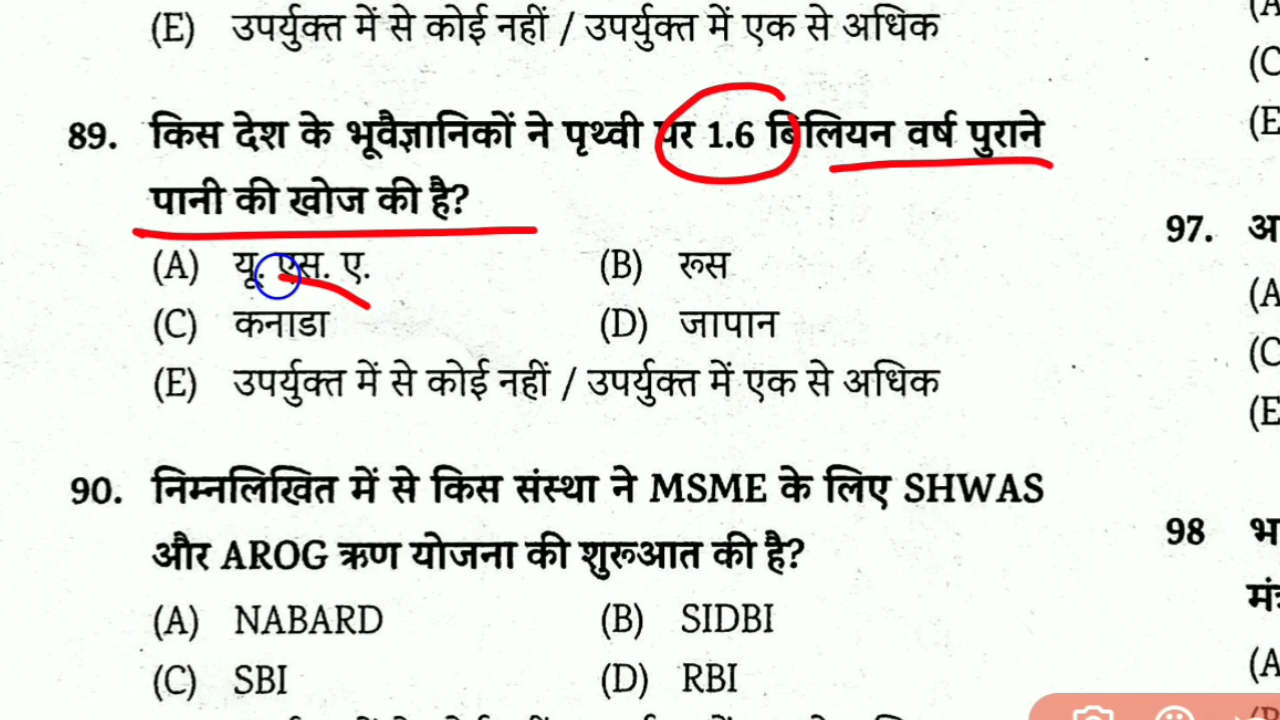 (E) उपर्युक्त में से कोई नहीं / उपर्युक्त में एक से अधिक
89. किस देश के भूवैज्ञानिकों ने पृथ्वी पर 1.6 बिलियन वर्ष पुराने
पानी की खोज की है?
(A) यू. एस. ए. (B) रूस
(C) कनाडा (D) जापान
(E) उपर्युक्त में से कोई नहीं / उपर्युक्त में एक से अधिक
90. निम्नलिखित में से किस संस्था ने MSME के लिए SHWAS
और AROG ऋण योजना की शुरूआत की है?
(A) NABARD (B) SIDBI
(C) SBI (D) RBI
(C
(E
97. अ
(A
(C
(E
98 भ
(A